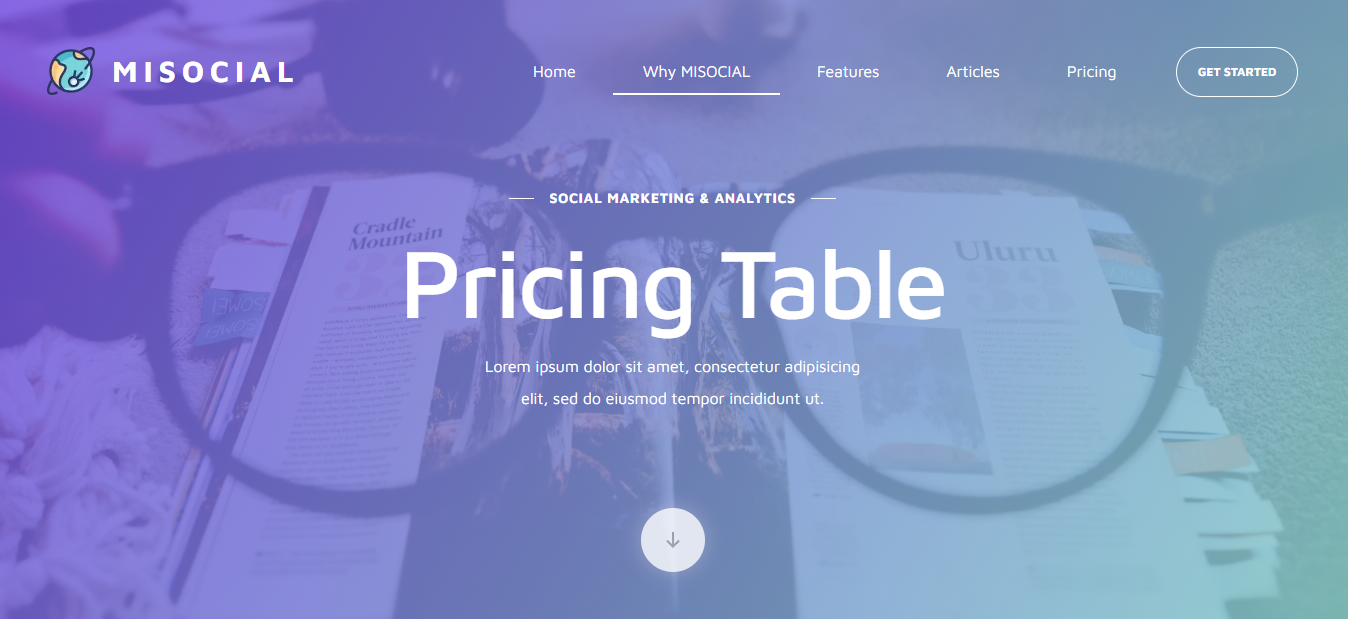 MISOCIAL
Home
Why MISOCIAL
Features
Articles
Pricing
GET STARTED
SOCIAL MARKETING & ANALYTICS
Cradle
Mountain
Uluru
Pricing Table
Lorem ipsum dolor sit amet, consectetur adipisicing
elit, sed do eiusmod tempor incididunt ut.